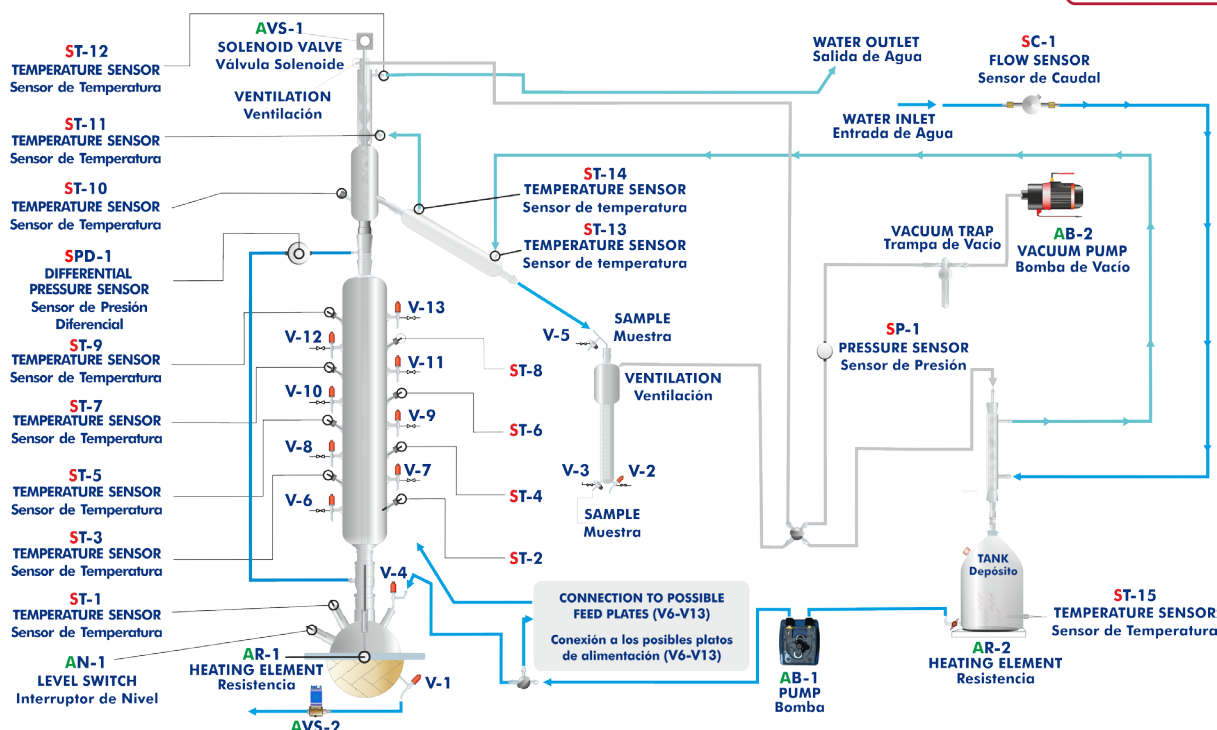 AVS-1
SOLENOID VALVE
Válvula Solenoide
VENTILATION
Ventilación
ST-12
TEMPERATURE SENSOR
Sensor de Temperatura
ST-11
TEMPERATURE SENSOR
Sensor de Temperatura
ST-10
TEMPERATURE SENSOR
Sensor de Temperatura
SPD-1
DIFFERENTIAL
PRESSURE SENSOR
Sensor de Presión
Diferencial
ST-9
TEMPERATURE SENSOR
Sensor de Temperatura
ST-7
TEMPERATURE SENSOR
Sensor de Temperatura
ST-5
TEMPERATURE SENSOR
Sensor de Temperatura
ST-3
TEMPERATURE SENSOR
Sensor de Temperatura
ST-1
TEMPERATURE SENSOR
Sensor de Temperatura
AN-1
LEVEL SWITCH
Interruptor de Nivel
V-13
V-12
V-11
V-10
V-9
V-8
V-7
V-6
ST-8
ST-6
ST-4
ST-2
V-4
AR-1
HEATING ELEMENT
Resistencia
V-1
AVS-2
WATER OUTLET
Salida de Agua
SC-1
FLOW SENSOR
Sensor de Caudal
WATER INLET
Entrada de Agua
ST-14
TEMPERATURE SENSOR
Sensor de temperatura
ST-13
TEMPERATURE SENSOR
Sensor de temperatura
VACUUM TRAP
Trampa de Vacío
AB-2
VACUUM PUMP
Bomba de Vacío
SAMPLE
Muestra
V-5
VENTILATION
Ventilación
SP-1
PRESSURE SENSOR
Sensor de Presión
V-3
V-2
SAMPLE
Muestra
CONNECTION TO POSSIBLE
FEED PLATES (V6-V13)
Conexión a los posibles platos
de alimentación (V6-V13)
AB-1
PUMP
Bomba
TANK
Depósito
ST-15
TEMPERATURE SENSOR
Sensor de Temperatura
AR-2
HEATING ELEMENT
Resistencia